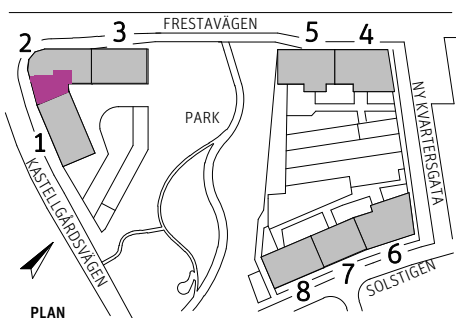 FRESTAVÄGEN
2
3
5
4
PARK
1
NY KVARTERSGATA
KASTELLGÅRDSVÄGEN
6
7
8
SOLSTIGEN
PLAN